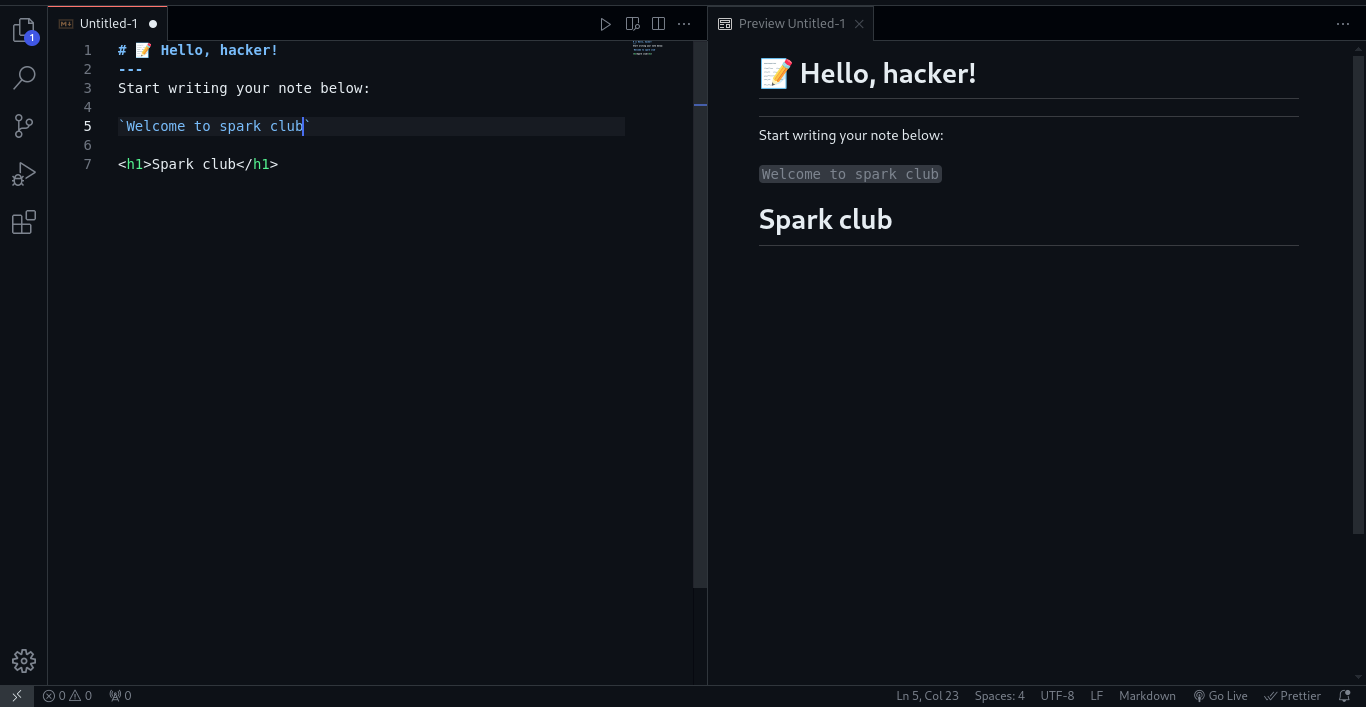 Untitled-1
Preview Untitled-1
1
1 # 📝 Hello, hacker!
2 ---
3 Start writing your note below:
4
5 `Welcome to spark club`
6
7 <h1>Spark club</h1>
📝 Hello, hacker!
Start writing your note below:
Welcome to spark club
Spark club
0 0 0
Ln 5, Col 23 Spaces: 4 UTF-8 LF Markdown Go Live Prettier